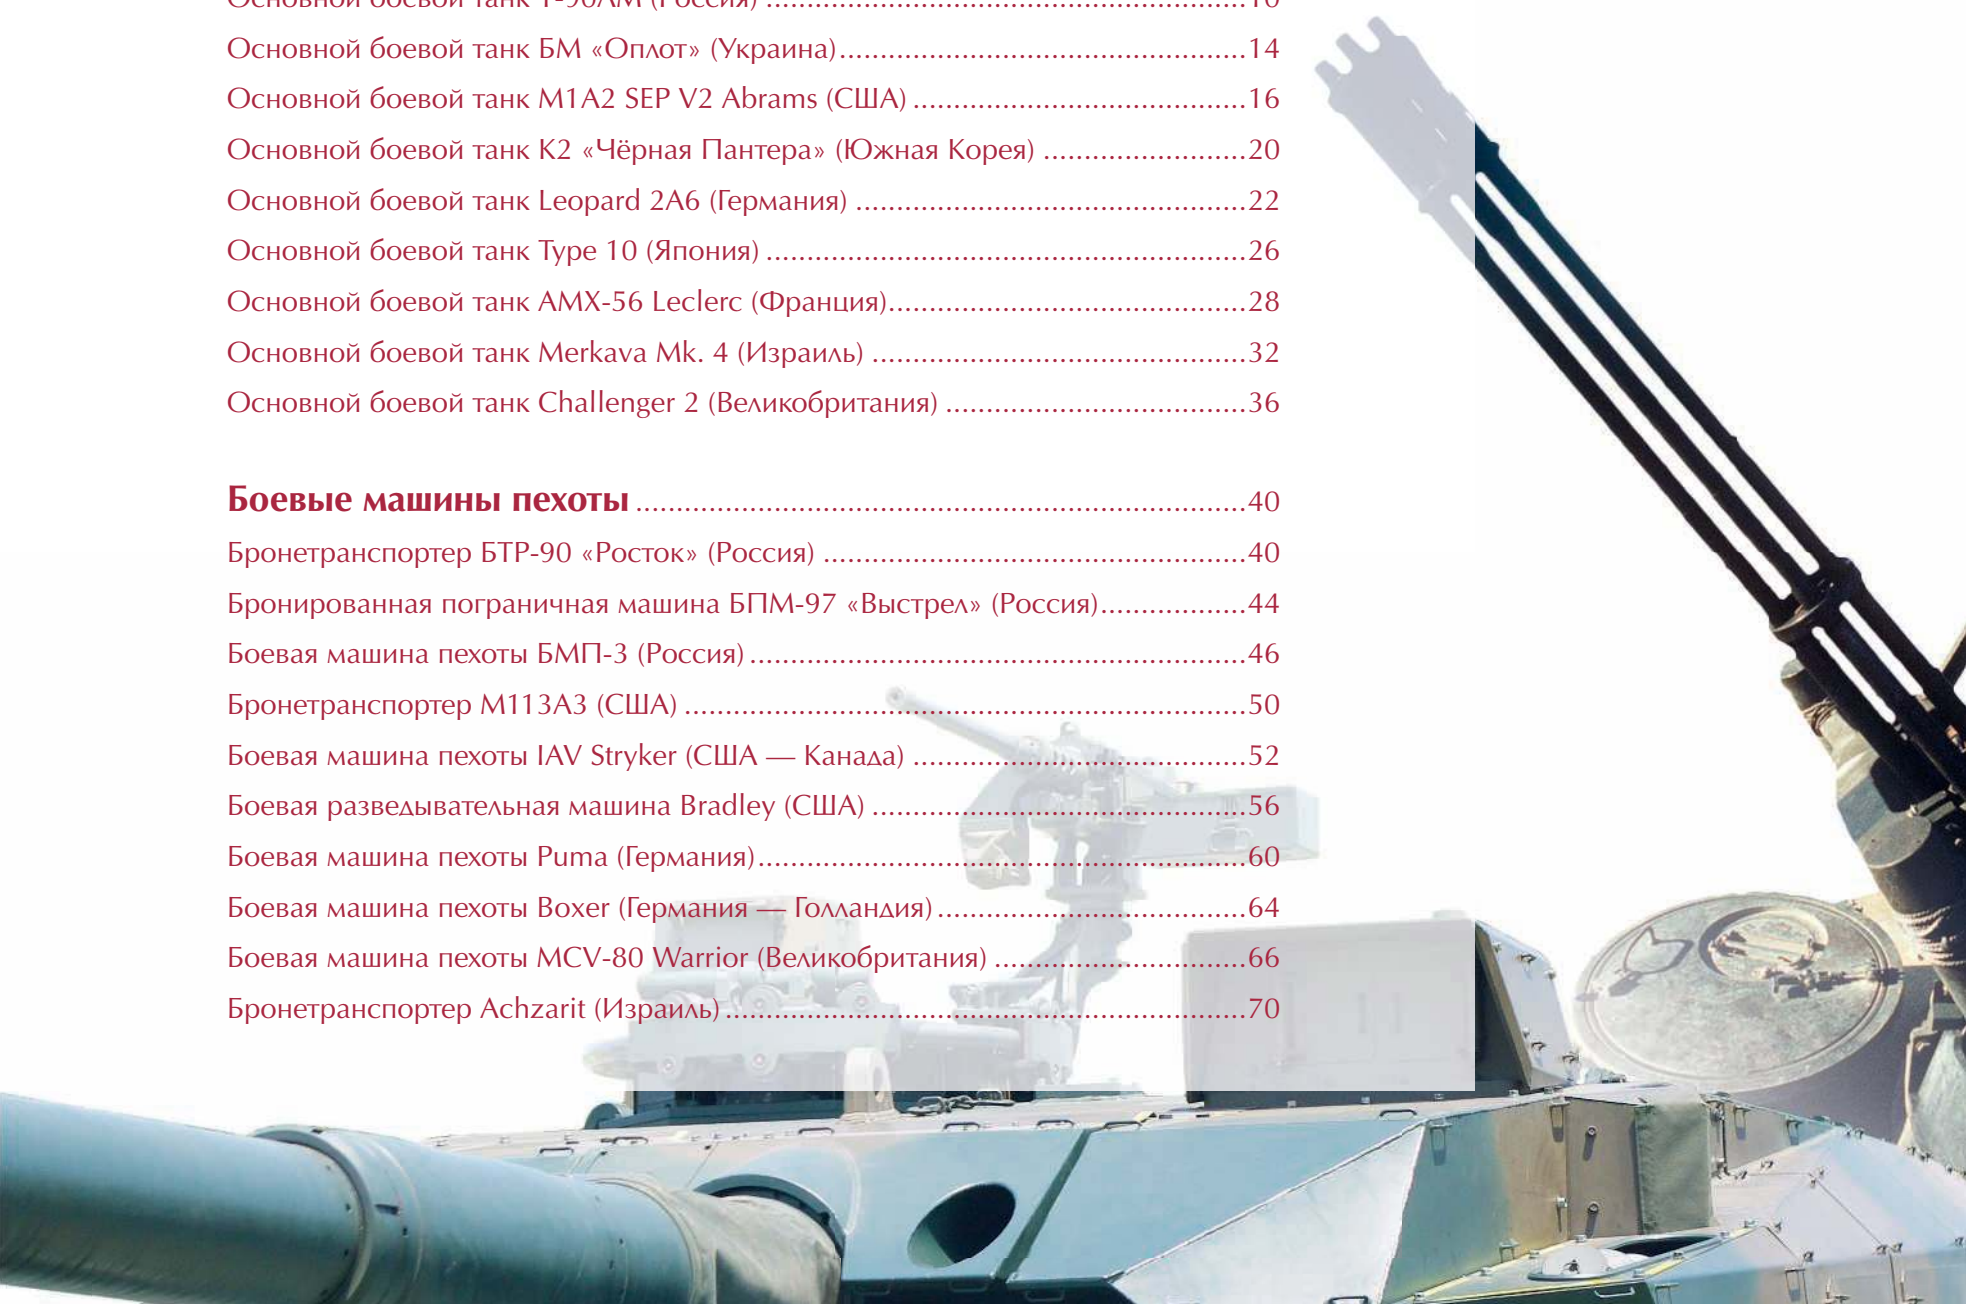 Основной боевой танк Т-90АМ (Россия) ............................................................10
Основной боевой танк БМ «Оплот» (Украина)..................................................14
Основной боевой танк M1A2 SEP V2 Abrams (США) .........................................16
Основной боевой танк К2 «Чёрная Пантера» (Южная Корея) .........................20
Основной боевой танк Leopard 2A6 (Германия) ................................................22
Основной боевой танк Type 10 (Япония) ...........................................................26
Основной боевой танк AMX-56 Leclerc (Франция)............................................28
Основной боевой танк Merkava Mk. 4 (Израиль) ..............................................32
Основной боевой танк Challenger 2 (Великобритания) .....................................36
Боевые машины пехоты ...........................................................................40
Бронетранспортер БТР-90 «Росток» (Россия) ....................................................40
Бронированная пограничная машина БПМ-97 «Выстрел» (Россия)..................44
Боевая машина пехоты БМП-3 (Россия) .............................................................46
Бронетранспортер M113A3 (США) .....................................................................50
Боевая машина пехоты IAV Stryker (США — Канада) .........................................52
Боевая разведывательная машина Bradley (США) ..............................................56
Боевая машина пехоты Puma (Германия)............................................................60
Боевая машина пехоты Boxer (Германия — Голландия) ......................................64
Боевая машина пехоты MCV-80 Warrior (Великобритания) ...............................66
Бронетранспортер Achzarit (Израиль) ................................................................70